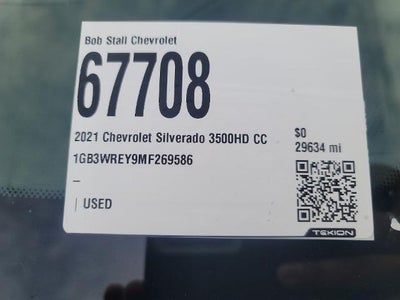 Bob Stall Chevrolet
67708
2021 Chevrolet Silverado 3500HD CC
$0
1GB3WREY9MF269586
29634 mi
–
| USED
TEKION